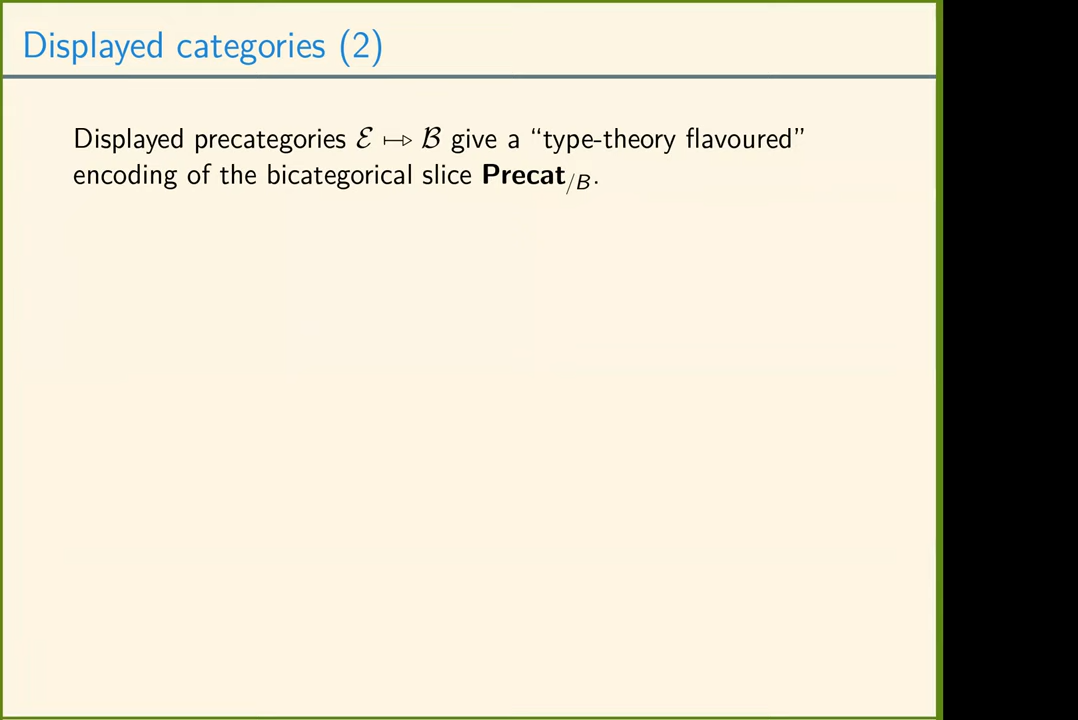 Displayed categories (2)
Displayed precategories ℰ ⤇ ℬ give a “type-theory flavoured”
encoding of the bicategorical slice Precat/B.